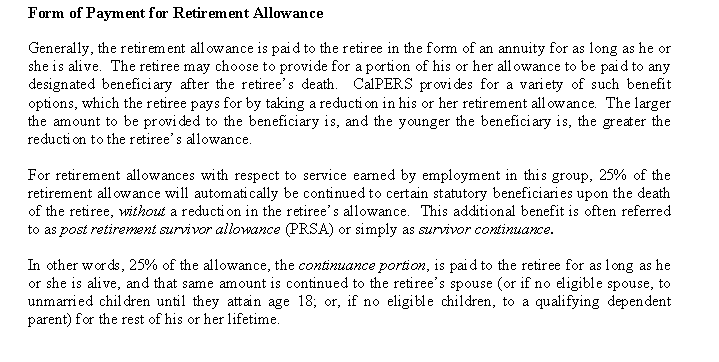 Form of Payment for Retirement Allowance
Generally, the retirement allowance is paid to the retiree in the form of an annuity for as long as he or
she is alive. The retiree may choose to provide for a portion of his or her allowance to be paid to any
designated beneficiary after the retiree's death. CalPERS provides for a variety of such benefit
options, which the retiree pays for by taking a reduction in his or her retirement allowance. The larger
the amount to be provided to the beneficiary is, and the younger the beneficiary is, the greater the
reduction to the retiree's allowance.
For retirement allowances with respect to service earned by employment in this group, 25% of the
retirement allowance will automatically be continued to certain statutory beneficiaries upon the death
of the retiree, without a reduction in the retiree's allowance. This additional benefit is often referred
to as post retirement survivor allowance (PRSA) or simply as survivor continuance.
In other words, 25% of the allowance, the continuance portion, is paid to the retiree for as long as he
or she is alive, and that same amount is continued to the retiree's spouse (or if no eligible spouse, to
unmarried children until they attain age 18; or, if no eligible children, to a qualifying dependent
parent) for the rest of his or her lifetime.